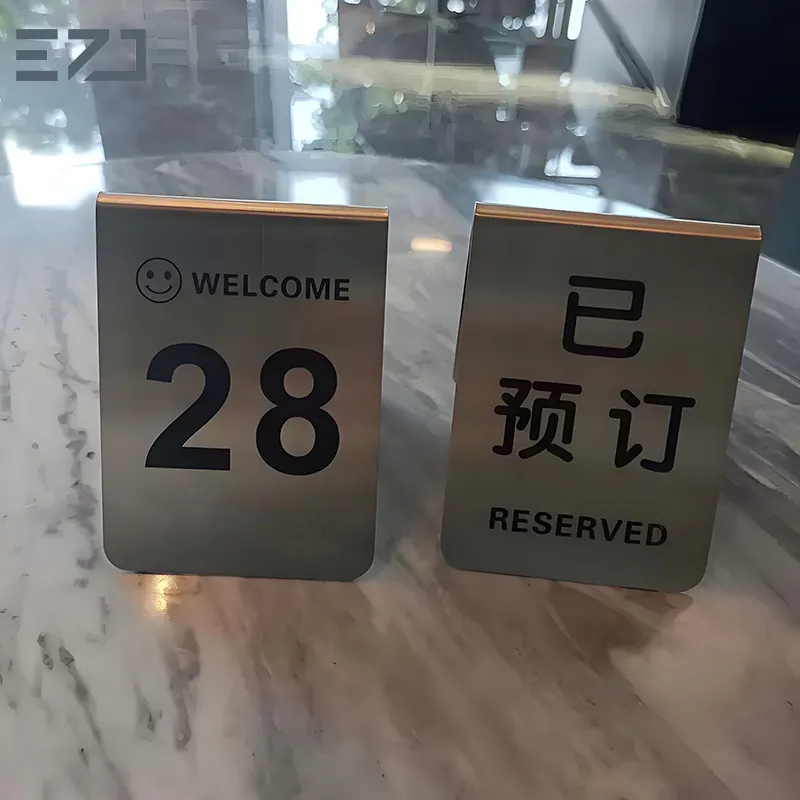 EZJ
WELCOME
28
已
预订
RESERVED